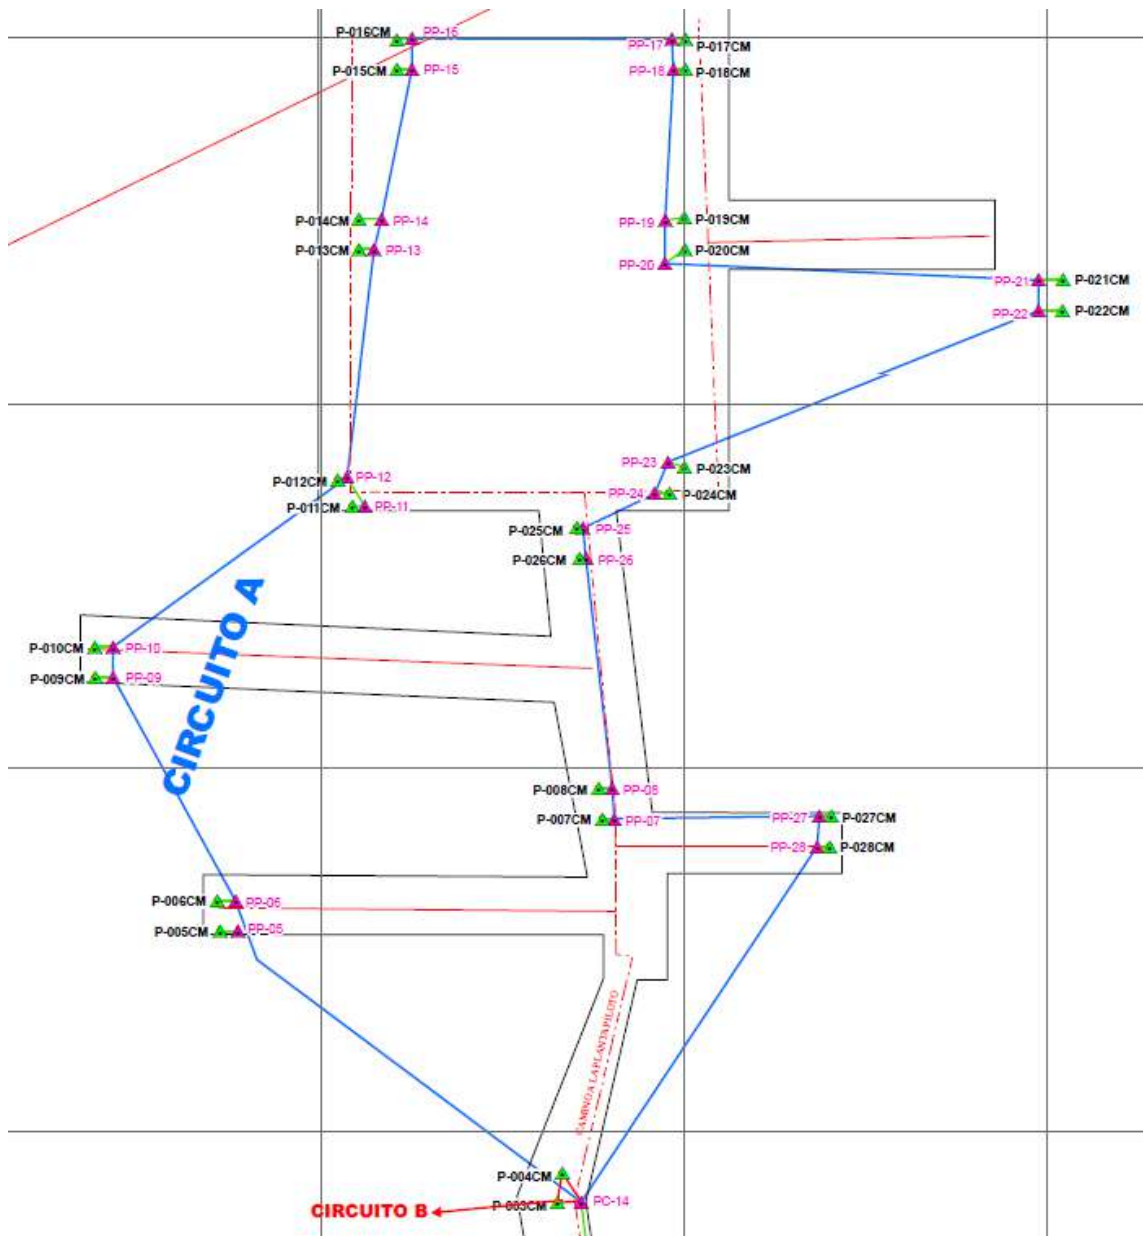 P-016CM PP-16
PP-17 P-017CM
P-015CM PP-15
PP-18 P-018CM
P-014CM PP-14
PP-19 P-019CM
P-013CM PP-13
PP-20 P-020CM
PP-21 P-021CM
PP-22 P-022CM
PP-23 P-023CM
P-012CM PP-12
PP-24 P-024CM
P-011CM PP-11
P-025CM PP-25
P-026CM PP-26
CIRCUITO A
P-010CM PP-10
P-009CM PP-09
P-008CM PP-08
P-007CM PP-07
PP-27 P-027CM
PP-28 P-028CM
P-006CM PP-06
P-005CM PP-05
CAMINO A LA PLANTA PILOTO
P-004CM
P-003CM PC-14
CIRCUITO B